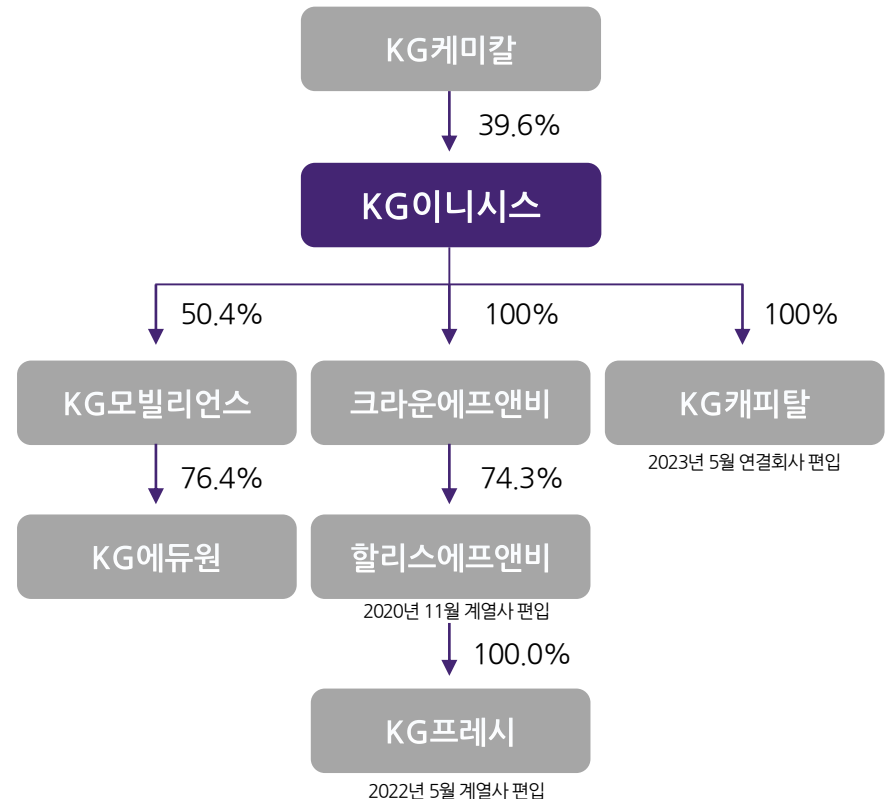 KG케미칼
39.6%
KG이니시스
50.4%
100%
100%
KG모빌리언스
크라운에프앤비
KG캐피탈
2023년 5월 연결회사 편입
76.4%
74.3%
KG에듀원
할리스에프앤비
2020년 11월 계열사 편입
100.0%
KG프레시
2022년 5월 계열사 편입